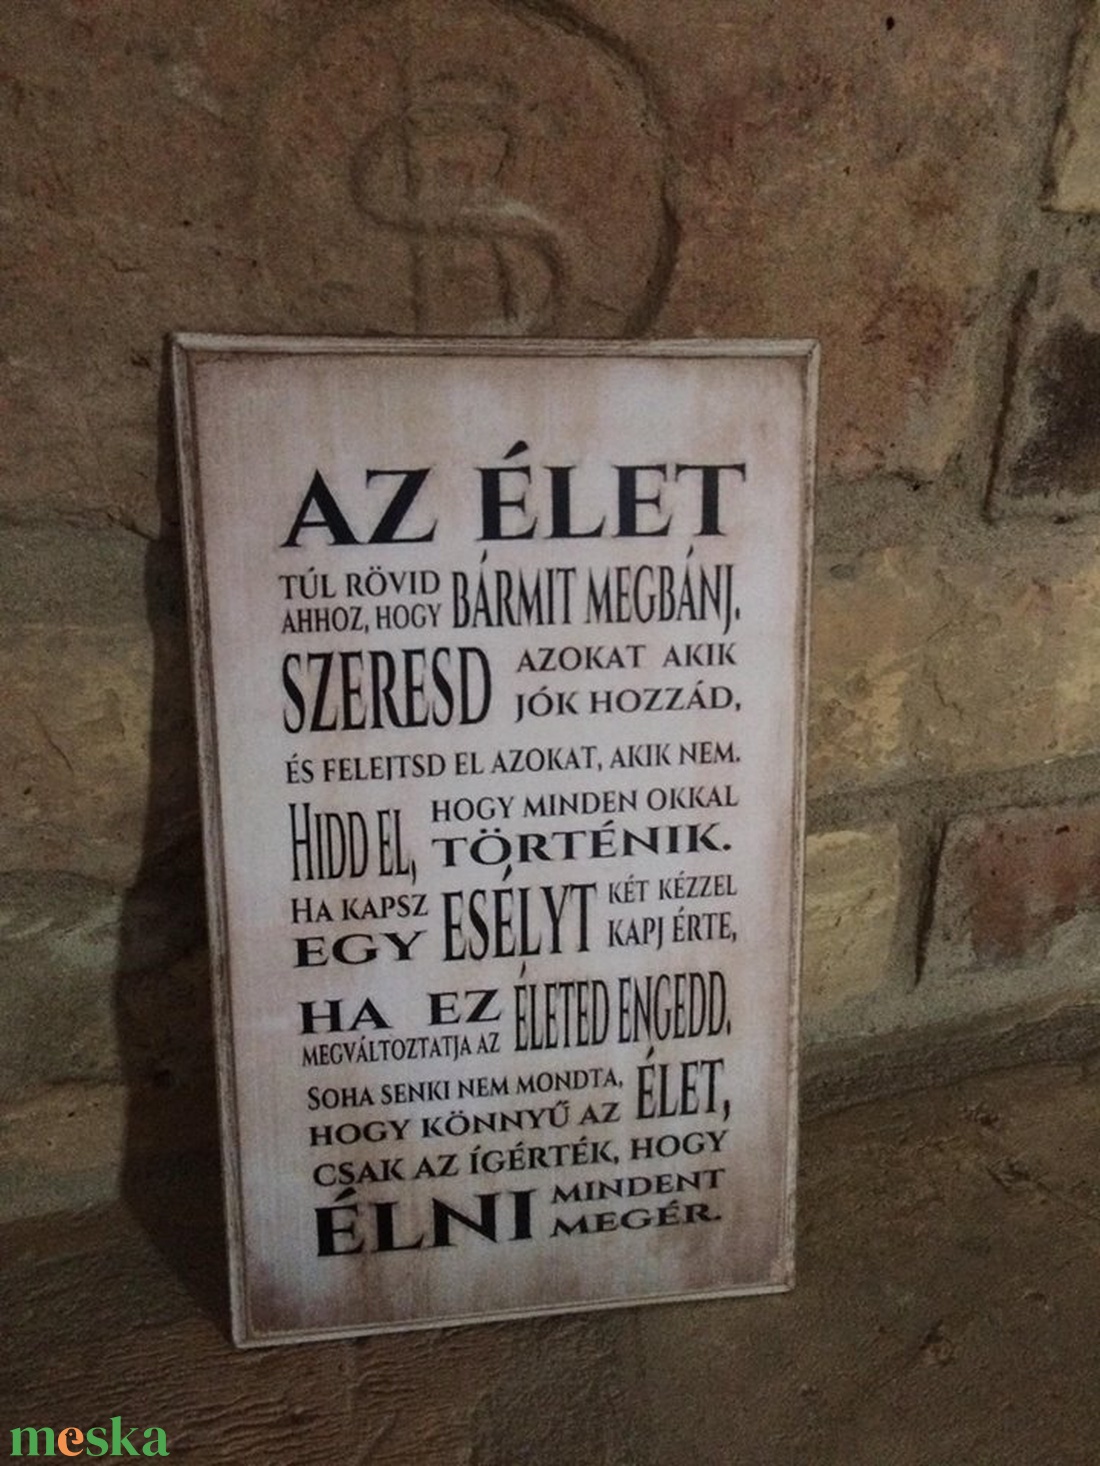 AZ ÉLET
TÚL RÖVID
AHHOZ, HOGY BÁRMIT MEGBÁNJ.
SZERESD AZOKAT AKIK
JÓK HOZZÁD,
ÉS FELEJTSD EL AZOKAT, AKIK NEM.
HIDD EL, HOGY MINDEN OKKAL
TÖRTÉNIK.
HA KAPSZ
EGY ESÉLYT KÉT KÉZZEL
KAPJ ÉRTE,
HA EZ
MEGVÁLTOZTATJA AZ ÉLETED ENGEDD.
SOHA SENKI NEM MONDTA,
HOGY KÖNNYŰ AZ ÉLET,
CSAK AZ ÍGÉRTÉK, HOGY
ÉLNI MINDENT
MEGÉR.
meska